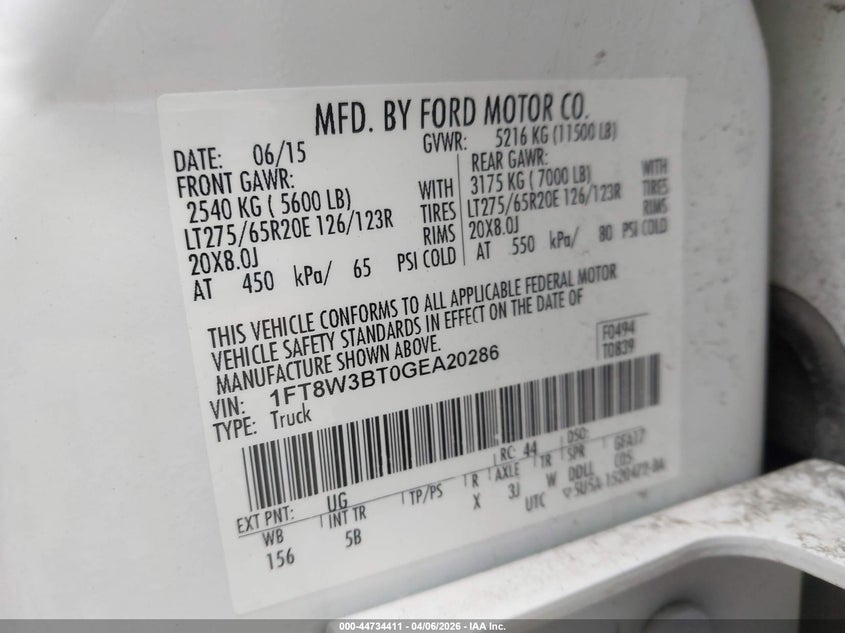 MFD. BY FORD MOTOR CO.
DATE: 06/15 GVWR: 5216 KG (11500 LB)
FRONT GAWR: REAR GAWR:
2540 KG ( 5600 LB) WITH 3175 KG ( 7000 LB) WITH
LT275/65R20E 126/123R TIRES LT275/65R20E 126/123R TIRES
20X8.0J RIMS 20X8.0J RIMS
AT 450 kPa/ 65 PSI COLD AT 550 kPa/ 80 PSI COLD
THIS VEHICLE CONFORMS TO ALL APPLICABLE FEDERAL MOTOR
VEHICLE SAFETY STANDARDS IN EFFECT ON THE DATE OF
MANUFACTURE SHOWN ABOVE.
F0494
T0839
VIN: 1FT8W3BT0GEA20286
TYPE: Truck
EXT PNT: UG RC: 44 DSO:
WB INT TR TP/PS R AXLE TR SPR
156 5B X 3J W DDLL
UTC
000-44734411 - 04/06/2026 - IAA Inc.